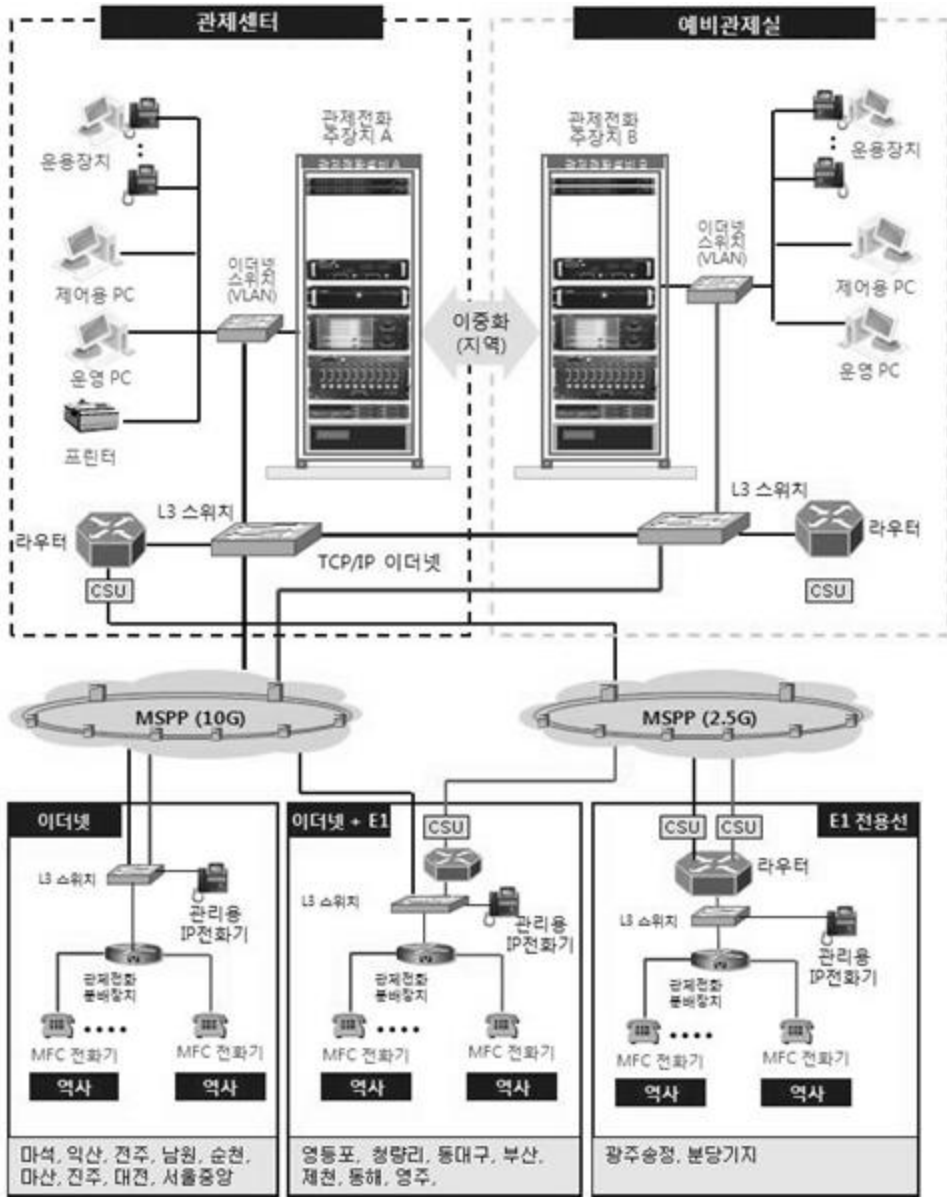 관제센터
예비관제실
운용장치
제어용 PC
운영 PC
프린터
이더넷
스위치
(VLAN)
관제전화
주장치 A
관제전화설비 A
이중화
(지역)
관제전화
주장치 B
관제전화설비 B
이더넷
스위치
(VLAN)
운용장치
제어용 PC
운영 PC
라우터
CSU
L3 스위치
TCP/IP 이더넷
L3 스위치
라우터
CSU
MSPP (10G)
MSPP (2.5G)
이더넷
L3 스위치
관리용
IP전화기
관제전화
분배장치
MFC 전화기
MFC 전화기
역사
역사
마석, 익산, 전주, 남원, 순천,
마산, 진주, 대전, 서울중앙
이더넷 + E1
CSU
L3 스위치
관리용
IP전화기
관제전화
분배장치
MFC 전화기
MFC 전화기
역사
역사
영등포, 청량리, 동대구, 부산,
제천, 동해, 영주,
E1 전용선
CSU
CSU
라우터
L3 스위치
관리용
IP전화기
관제전화
분배장치
MFC 전화기
MFC 전화기
역사
역사
광주송정, 분당기지